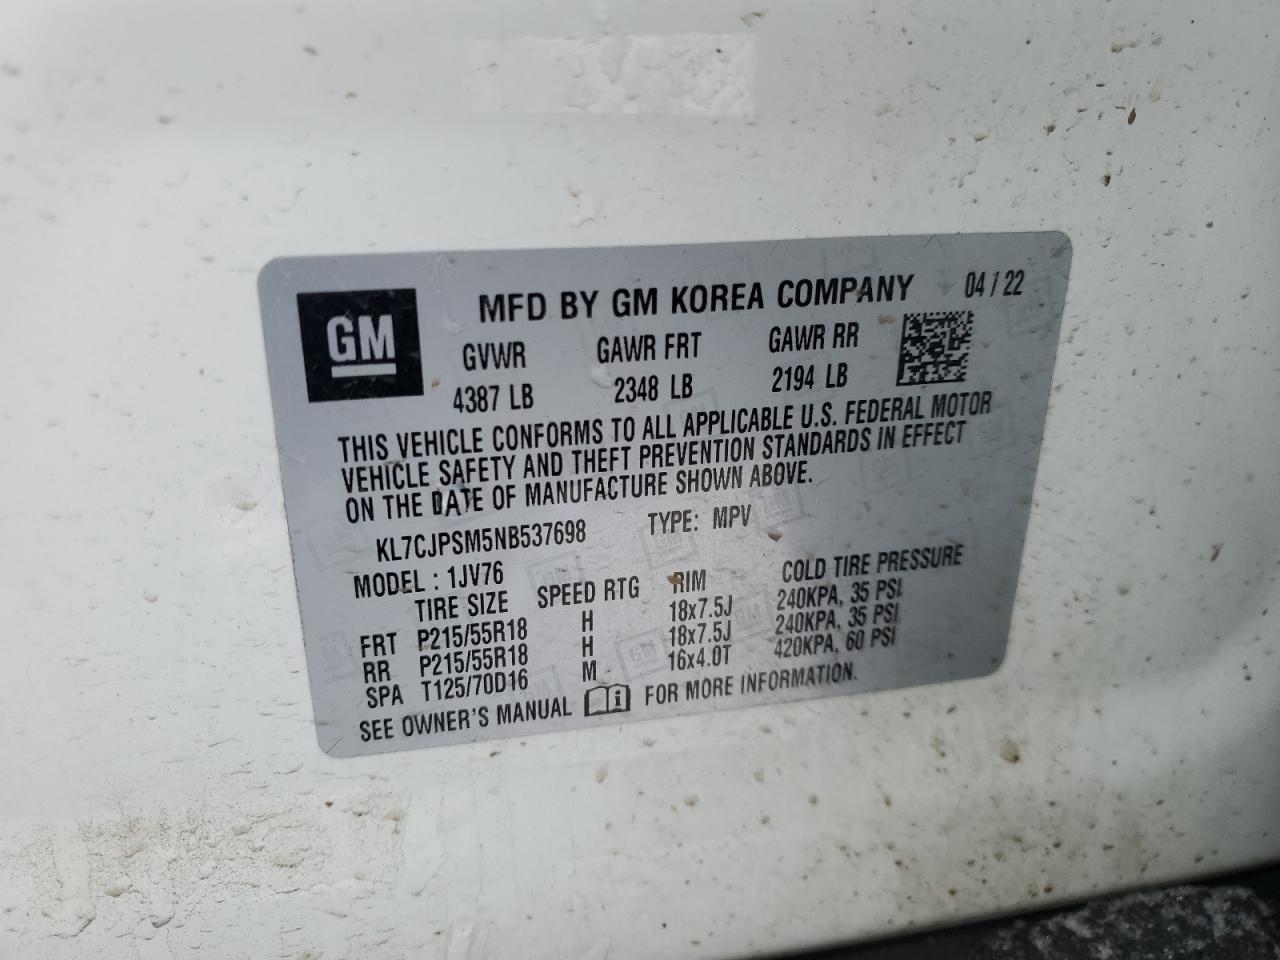 GM
MFD BY GM KOREA COMPANY 04 / 22
GVWR GAWR FRT GAWR RR
4387 LB 2348 LB 2194 LB
THIS VEHICLE CONFORMS TO ALL APPLICABLE U.S. FEDERAL MOTOR
VEHICLE SAFETY AND THEFT PREVENTION STANDARDS IN EFFECT
ON THE DATE OF MANUFACTURE SHOWN ABOVE.
KL7CJPSM5NB537698 TYPE: MPV
MODEL : 1JV76
TIRE SIZE SPEED RTG RIM COLD TIRE PRESSURE
FRT P215/55R18 H 18x7.5J 240KPA, 35 PSI
RR P215/55R18 H 18x7.5J 240KPA, 35 PSI
SPA T125/70D16 M 16x4.0T 420KPA, 60 PSI
SEE OWNER'S MANUAL i FOR MORE INFORMATION.